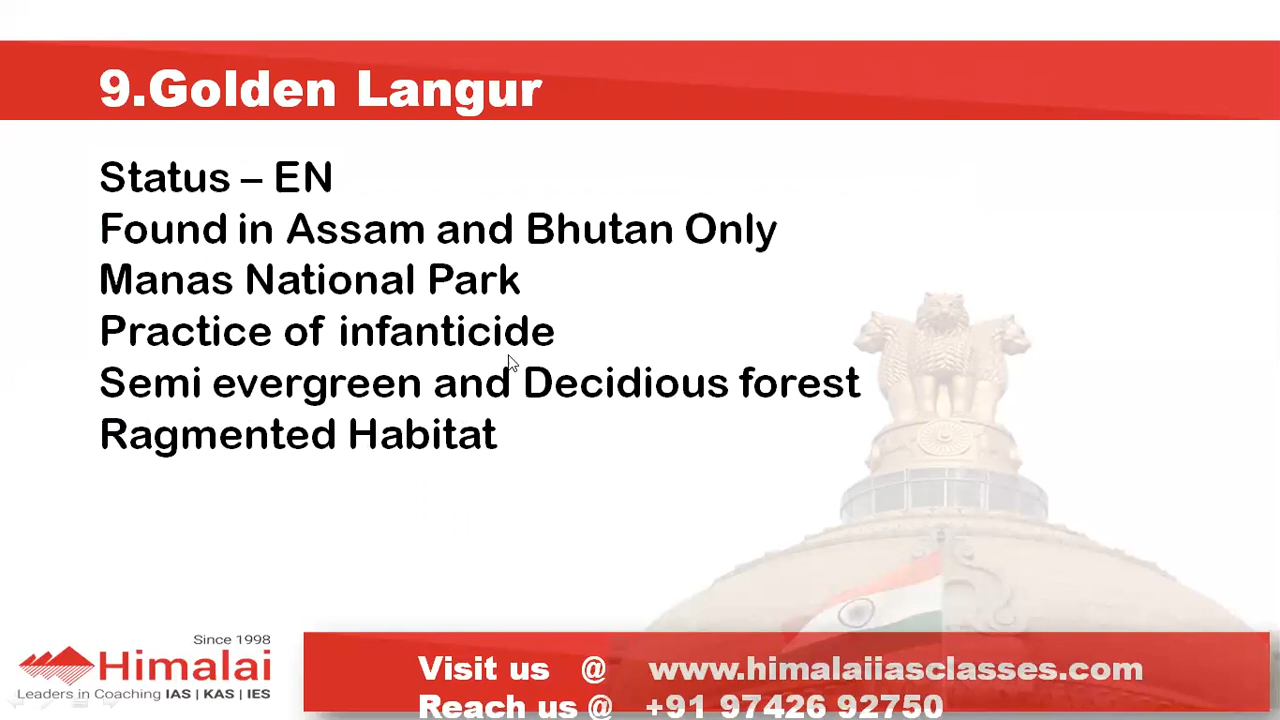 9.Golden Langur
Status – EN
Found in Assam and Bhutan Only
Manas National Park
Practice of infanticide
Semi evergreen and Decidious forest
Ragmented Habitat
Since 1998
Himalai
Leaders in Coaching IAS | KAS | IES
Visit us @ www.himalaiiasclasses.com
Reach us @ +91 97426 92750